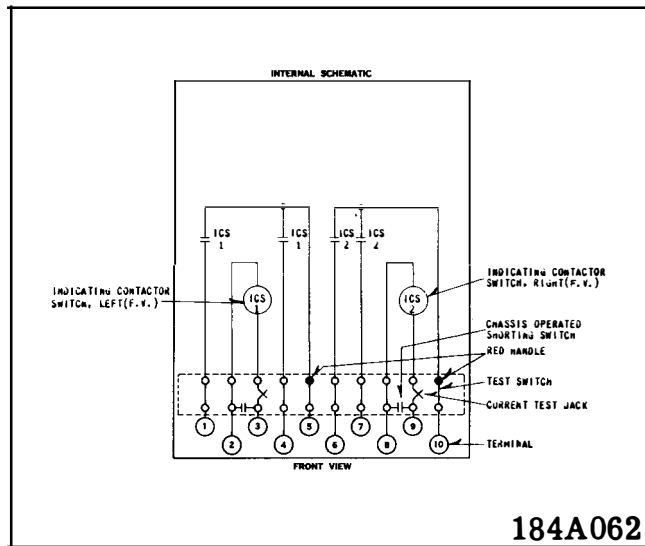 INTERNAL SCHEMATIC
ICS
1
ICS
1
ICS
2
ICS
2
INDICATING CONTACTOR
SWITCH, LEFT(F.V.)
ICS
1
ICS
2
INDICATING CONTACTOR
SWITCH, RIGHT(F.V.)
CHASSIS OPERATED
SHORTING SWITCH
RED HANDLE
TEST SWITCH
CURRENT TEST JACK
1
2
3
4
5
6
7
8
9
10
TERMINAL
FRONT VIEW
184A062